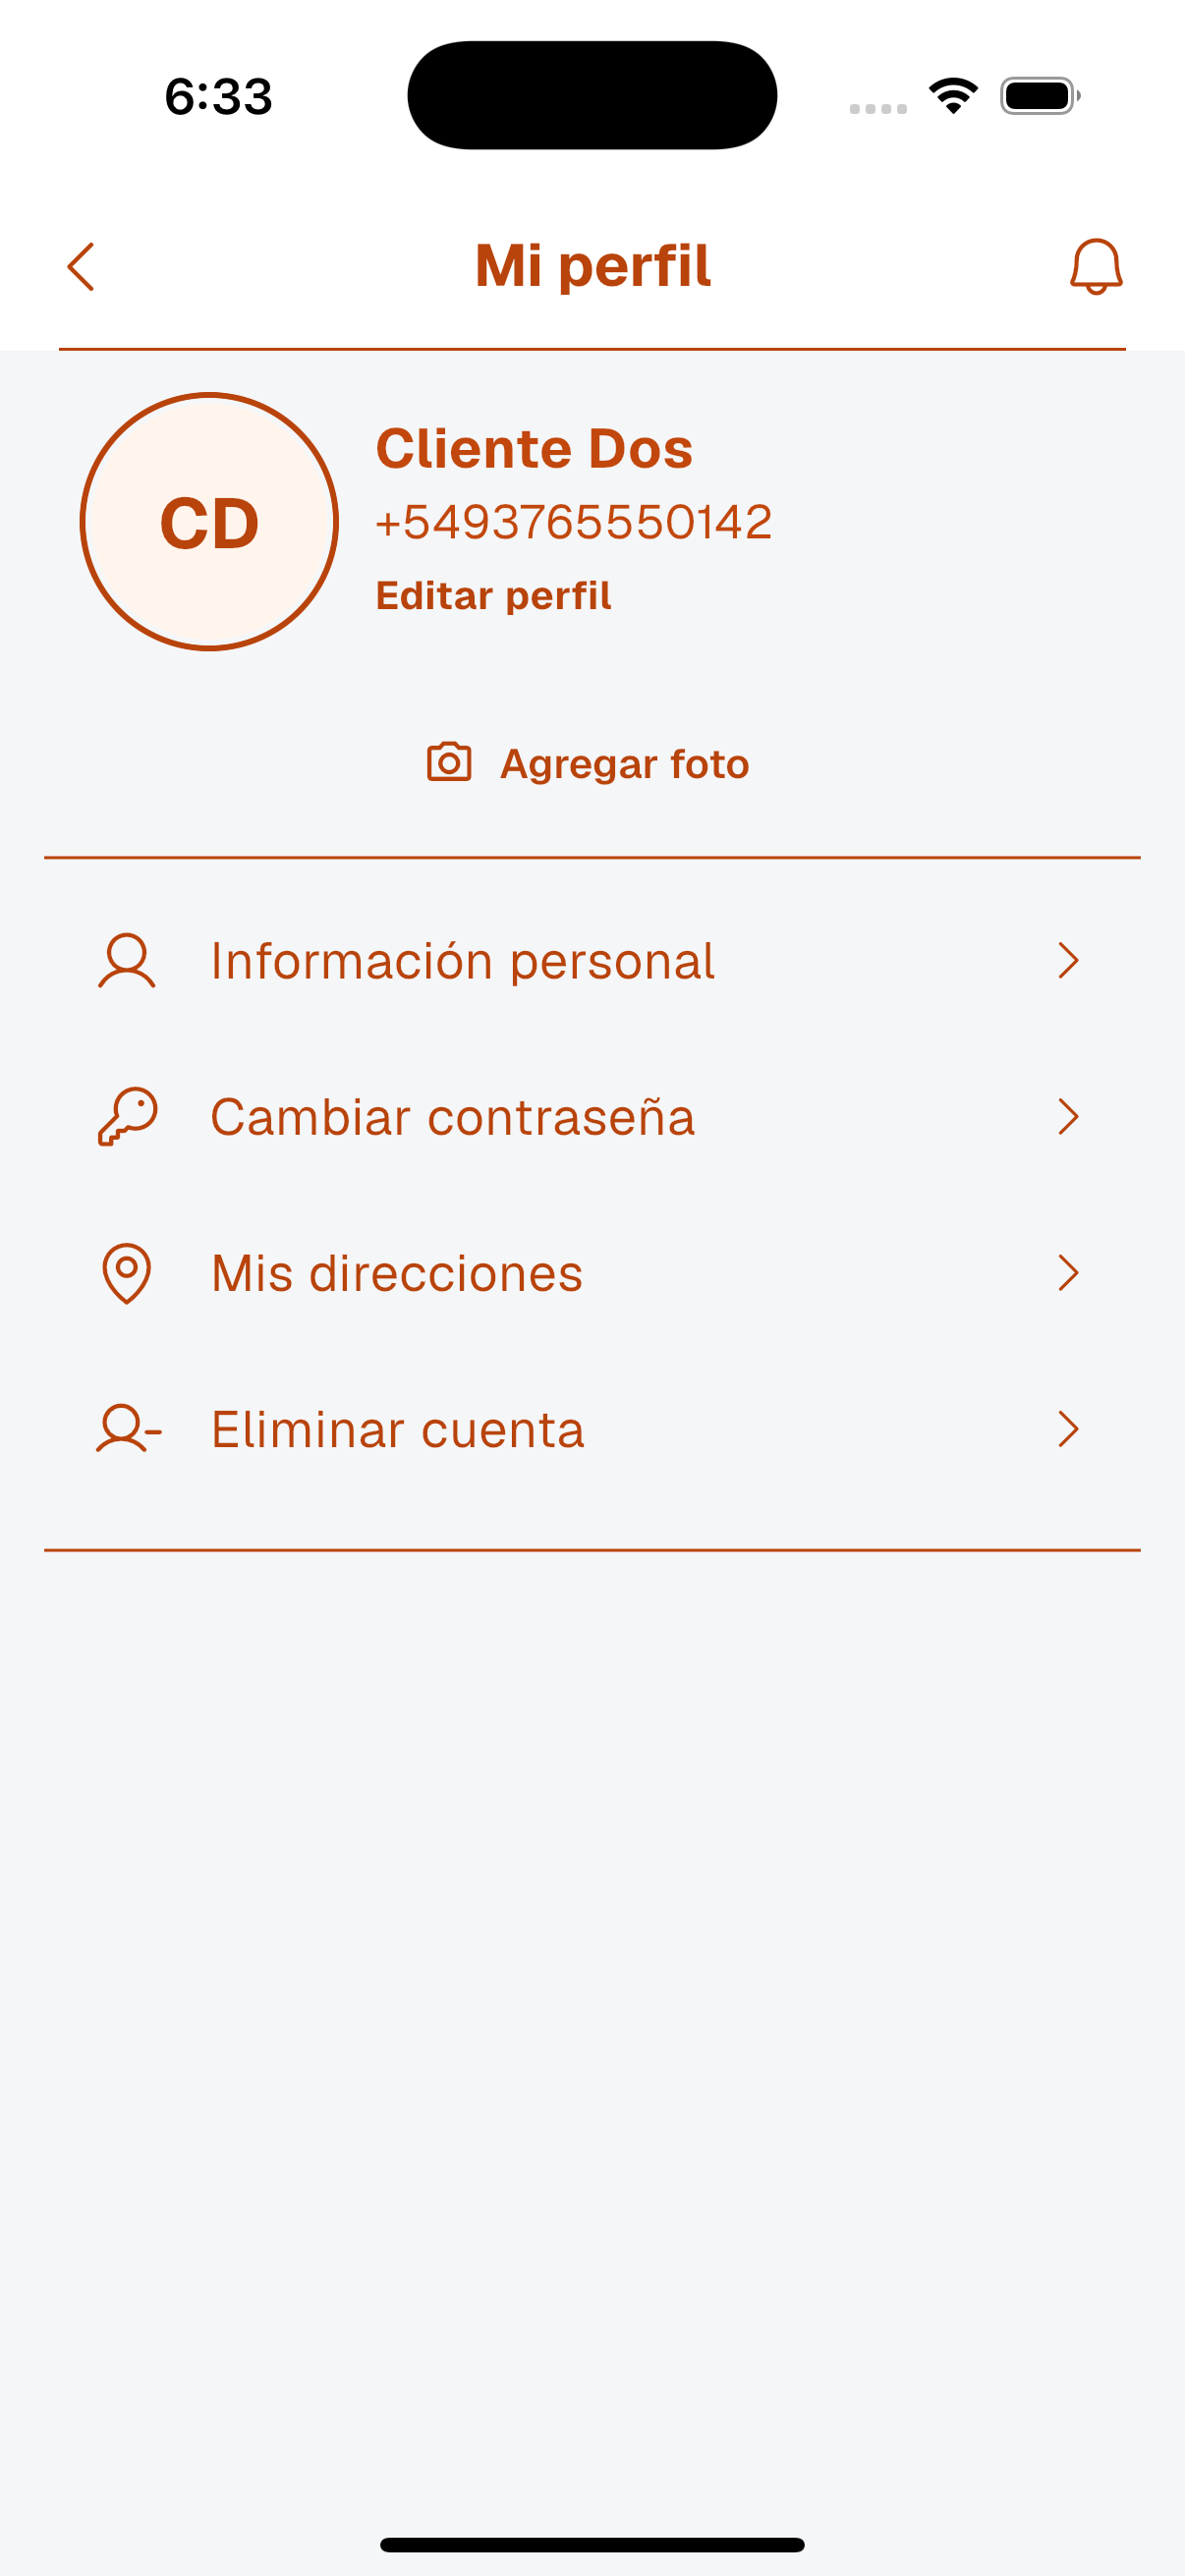 6:33
Mi perfil
CD
Cliente Dos
+5493765550142
Editar perfil
Agregar foto
Información personal
Cambiar contraseña
Mis direcciones
Eliminar cuenta